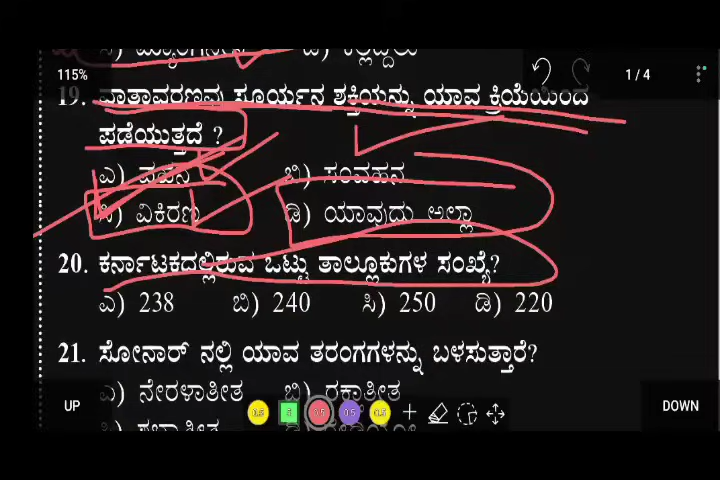 115%
1 / 4
19. ವಾತಾವರಣವು ಸೂರ್ಯನ ಶಕ್ತಿಯನ್ನು ಯಾವ ಕ್ರಿಯೆಯಿಂದ
ಪಡೆಯುತ್ತದೆ ?
ಎ) ವಹನ ಬಿ) ಸಂವಹನ
ಸಿ) ವಿಕಿರಣ ಡಿ) ಯಾವುದು ಅಲ್ಲಾ
20. ಕರ್ನಾಟಕದಲ್ಲಿರುವ ಒಟ್ಟು ತಾಲ್ಲೂಕುಗಳ ಸಂಖ್ಯೆ?
ಎ) 238 ಬಿ) 240 ಸಿ) 250 ಡಿ) 220
21. ಸೋನಾರ್ ನಲ್ಲಿ ಯಾವ ತರಂಗಗಳನ್ನು ಬಳಸುತ್ತಾರೆ?
ಎ) ನೇರಳಾತೀತ ಬಿ) ರಕ್ತಾತೀತ
UP
DOWN